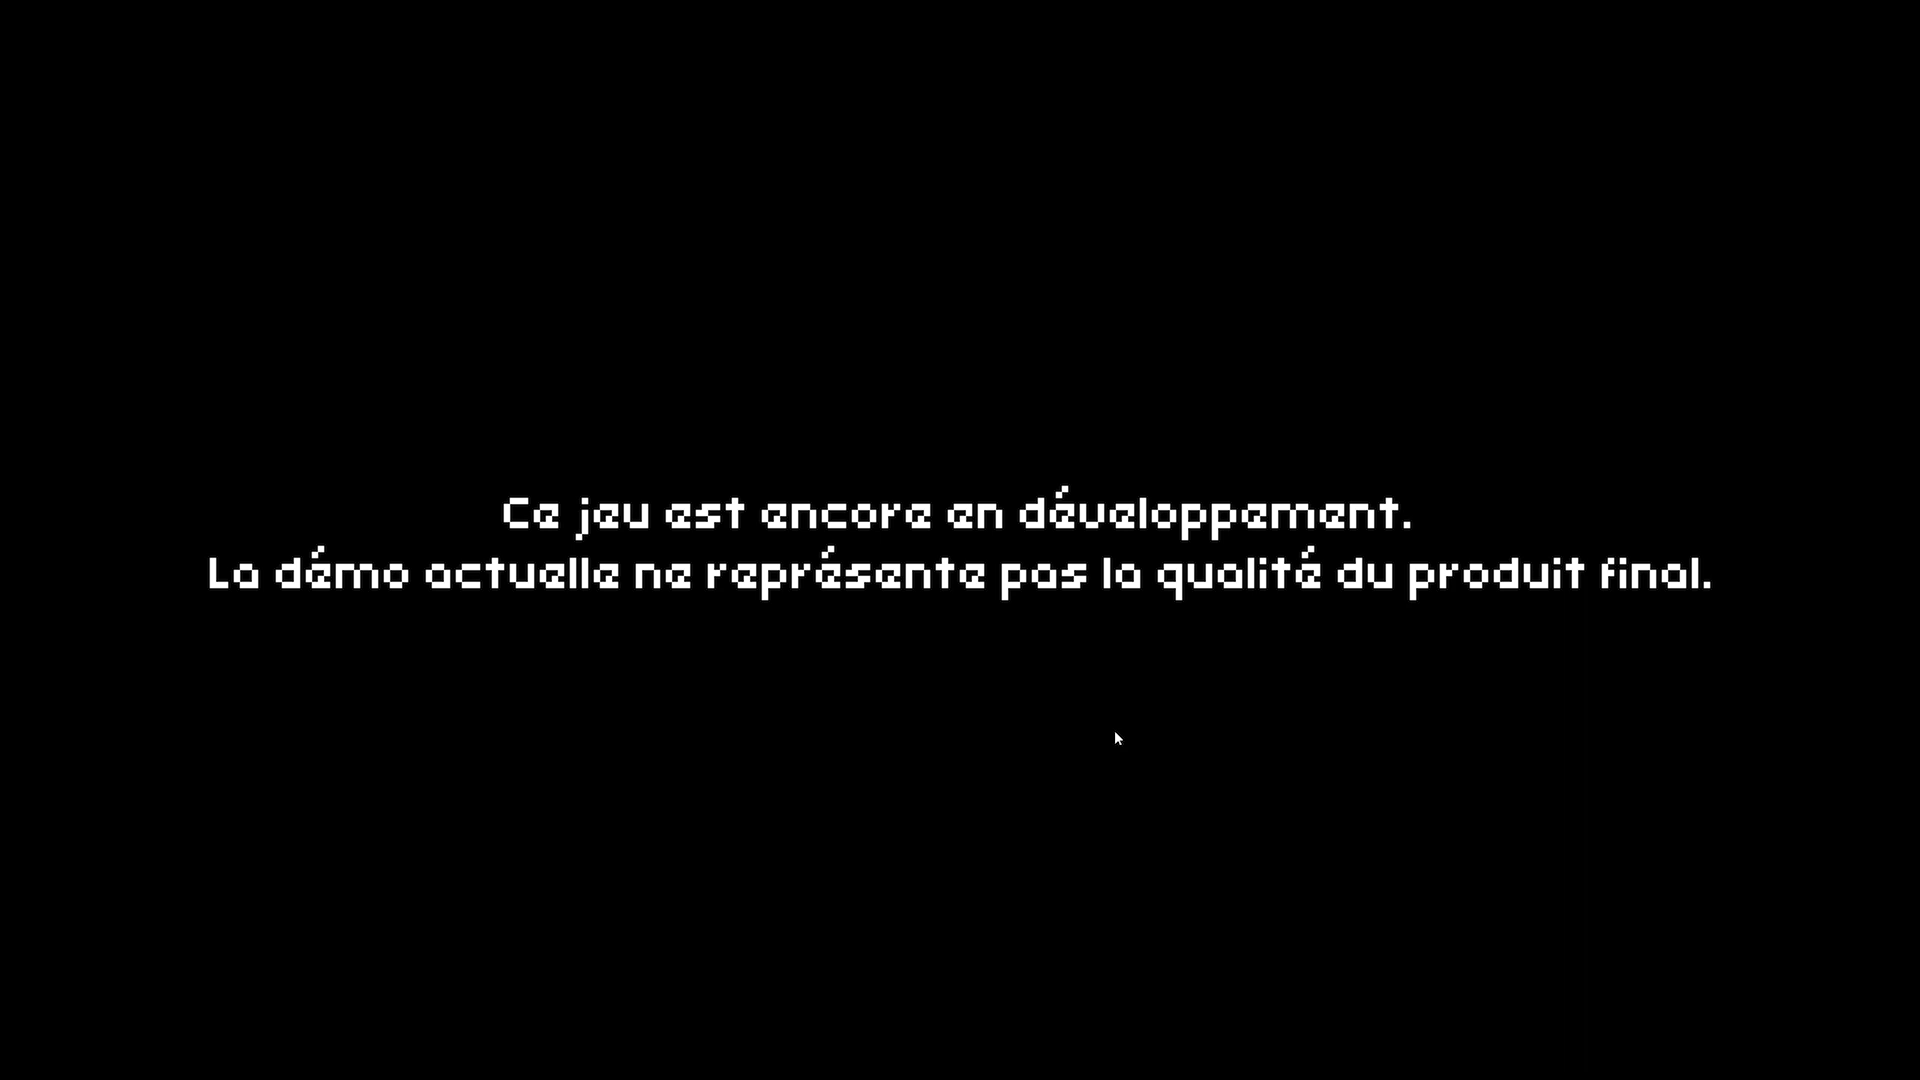 Ce jeu est encore en développement.
La démo actuelle ne représente pas la qualité du produit final.